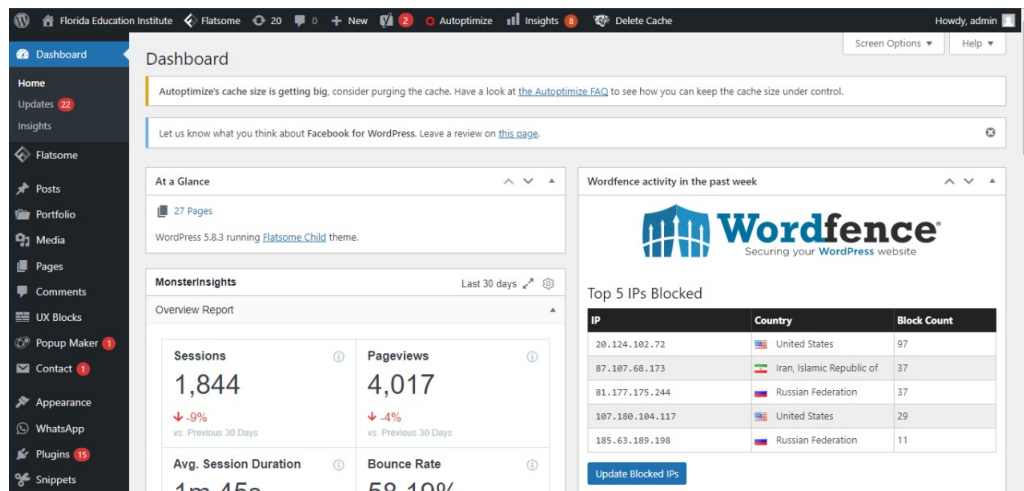 Florida Education Institute Flatsome 20 0 New 2 Autoptimize Insights 8 Delete Cache Howdy, admin
Screen Options Help
Dashboard
Home
Updates 22
Insights
Flatsome
Posts
Portfolio
Media
Pages
Comments
UX Blocks
Popup Maker 1
Contact 1
Appearance
WhatsApp
Plugins 15
Snippets
Dashboard
Autoptimize's cache size is getting big, consider purging the cache. Have a look at the Autoptimize FAQ to see how you can keep the cache size under control.
Let us know what you think about Facebook for WordPress. Leave a review on this page.
At a Glance
27 Pages
WordPress 5.8.3 running Flatsome Child theme.
MonsterInsights Last 30 days
Overview Report
Sessions
1,844
-9%
vs. Previous 30 Days
Pageviews
4,017
-4%
vs. Previous 30 Days
Avg. Session Duration
1m 45s
Bounce Rate
58.19%
Wordfence activity in the past week
Wordfence®
Securing your WordPress website
Top 5 IPs Blocked
IP Country Block Count
20.124.102.72 United States 97
87.107.68.173 Iran, Islamic Republic of 37
81.177.175.244 Russian Federation 37
107.180.104.117 United States 29
185.63.189.198 Russian Federation 11
Update Blocked IPs